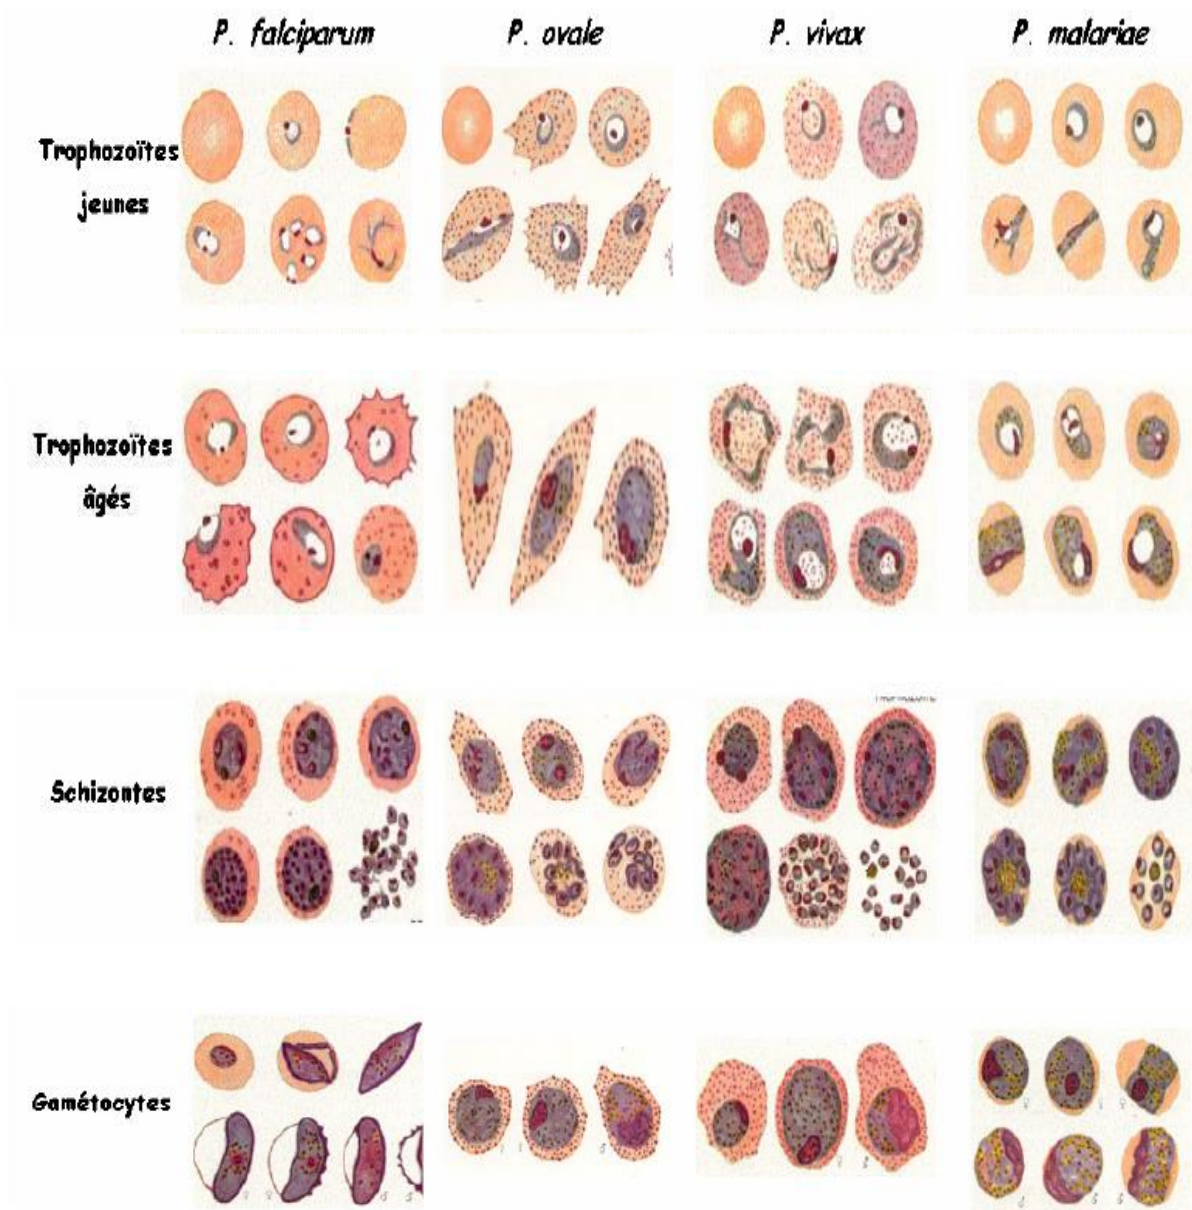 P. falciparum P. ovale P. vivax P. malariae
Trophozoïtes
jeunes
Trophozoïtes
âgés
Schizontes
Gamétocytes